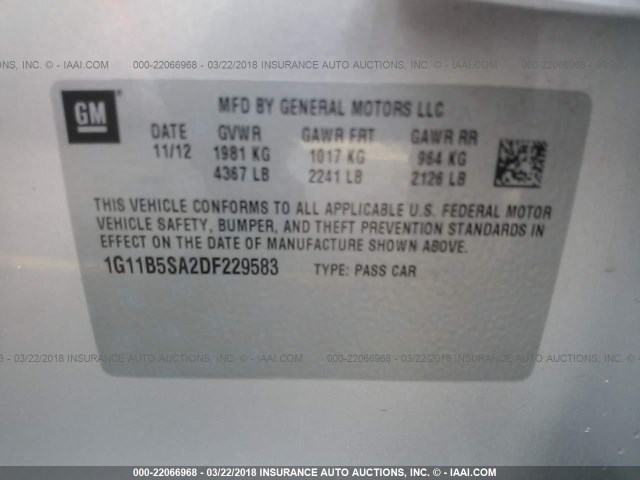 000-22066968 - 03/22/2018 INSURANCE AUTO AUCTIONS, INC. © - IAAI.COM
GM
MFD BY GENERAL MOTORS LLC
DATE GVWR GAWR FRT GAWR RR
11/12 1981 KG 1017 KG 964 KG
4367 LB 2241 LB 2126 LB
THIS VEHICLE CONFORMS TO ALL APPLICABLE U.S. FEDERAL MOTOR
VEHICLE SAFETY, BUMPER, AND THEFT PREVENTION STANDARDS IN
EFFECT ON THE DATE OF MANUFACTURE SHOWN ABOVE.
1G11B5SA2DF229583 TYPE: PASS CAR
000-22066968 - 03/22/2018 INSURANCE AUTO AUCTIONS, INC. © - IAAI.COM
000-22066968 - 03/22/2018 INSURANCE AUTO AUCTIONS, INC. © - IAAI.COM